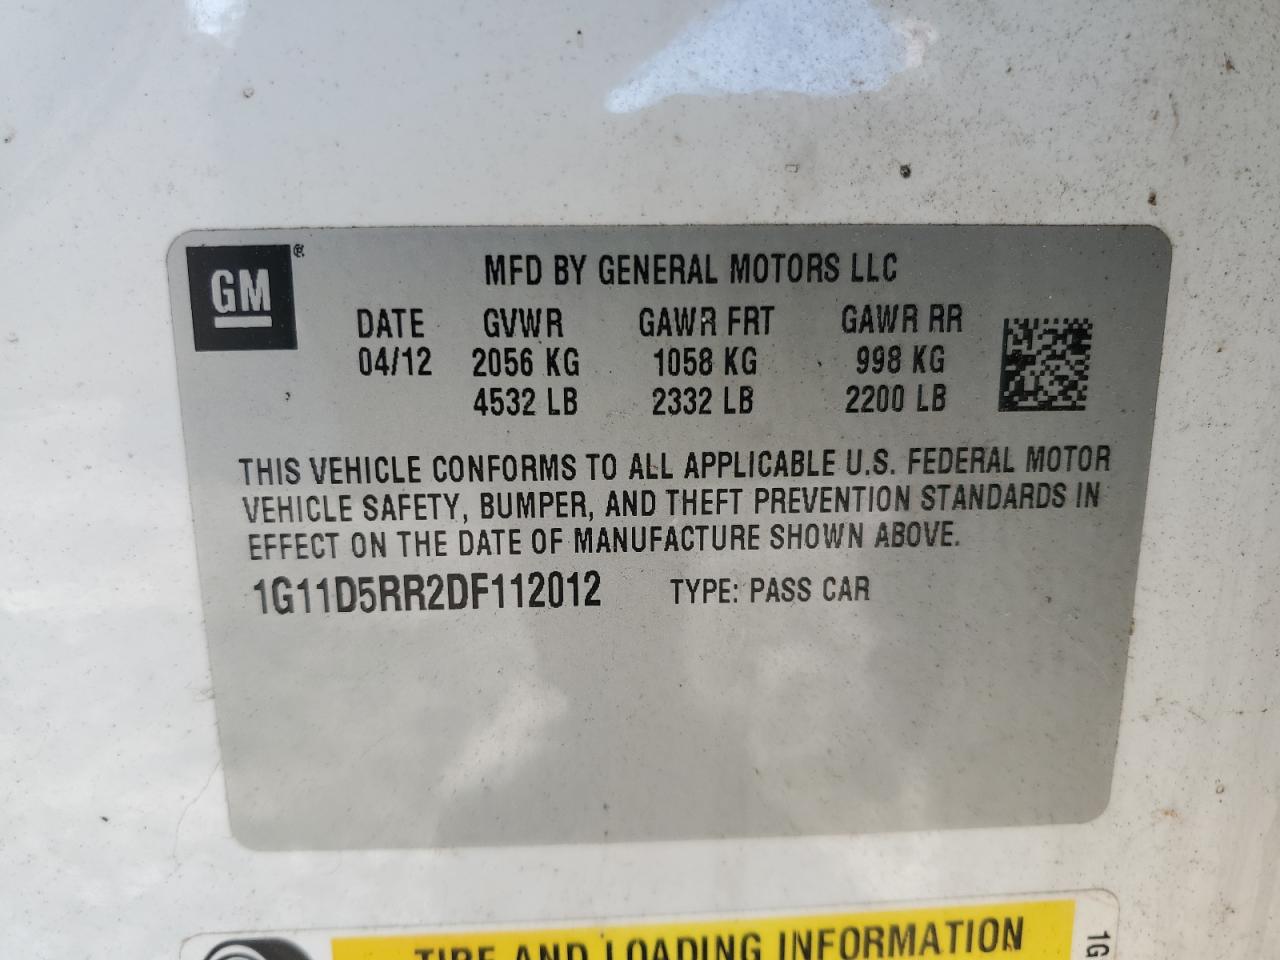 GM®
MFD BY GENERAL MOTORS LLC
DATE GVWR GAWR FRT GAWR RR
04/12 2056 KG 1058 KG 998 KG
4532 LB 2332 LB 2200 LB
THIS VEHICLE CONFORMS TO ALL APPLICABLE U.S. FEDERAL MOTOR
VEHICLE SAFETY, BUMPER, AND THEFT PREVENTION STANDARDS IN
EFFECT ON THE DATE OF MANUFACTURE SHOWN ABOVE.
1G11D5RR2DF112012 TYPE: PASS CAR
TIRE AND LOADING INFORMATION
1G